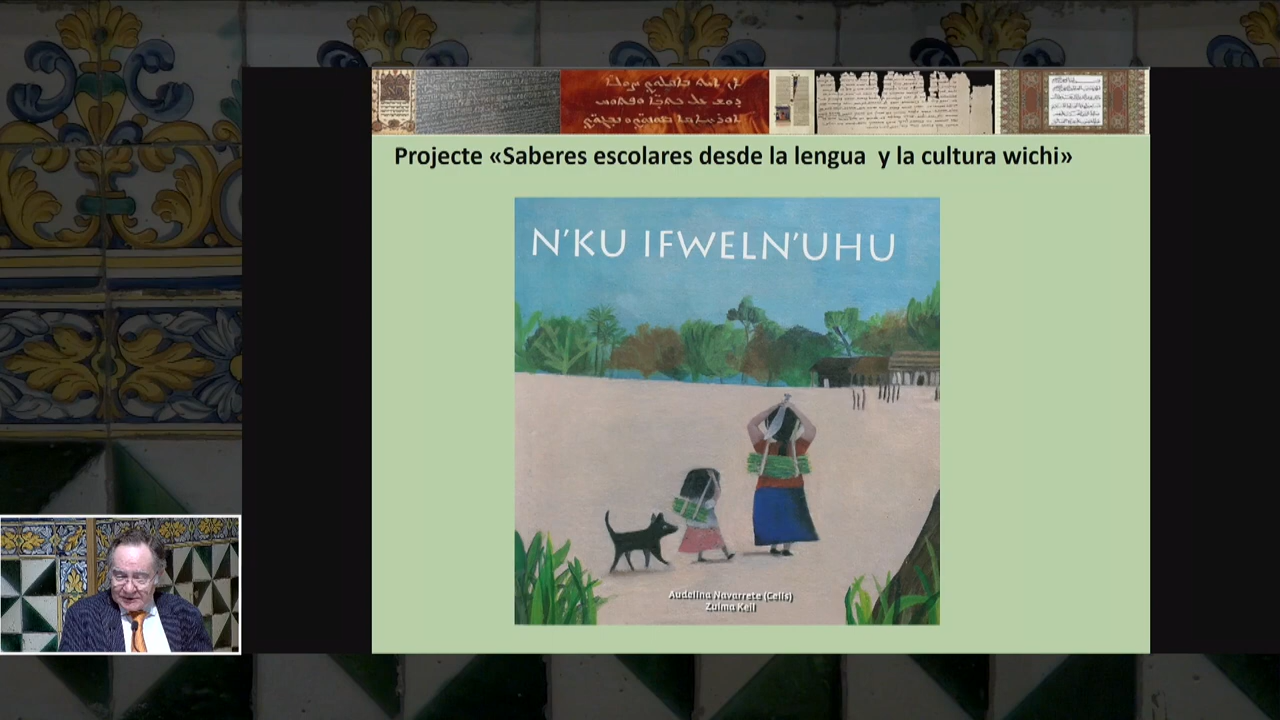 Projecte «Saberes escolares desde la lengua y la cultura wichi»
N'KU IFWELN'UHU
Audelina Navarrete (Celis)
Zulma Kell